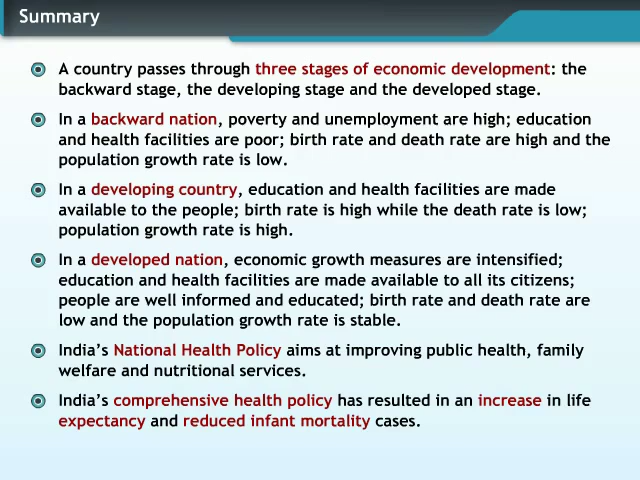 Summary
A country passes through three stages of economic development: the
backward stage, the developing stage and the developed stage.
In a backward nation, poverty and unemployment are high; education
and health facilities are poor; birth rate and death rate are high and the
population growth rate is low.
In a developing country, education and health facilities are made
available to the people; birth rate is high while the death rate is low;
population growth rate is high.
In a developed nation, economic growth measures are intensified;
education and health facilities are made available to all its citizens;
people are well informed and educated; birth rate and death rate are
low and the population growth rate is stable.
India's National Health Policy aims at improving public health, family
welfare and nutritional services.
India's comprehensive health policy has resulted in an increase in life
expectancy and reduced infant mortality cases.